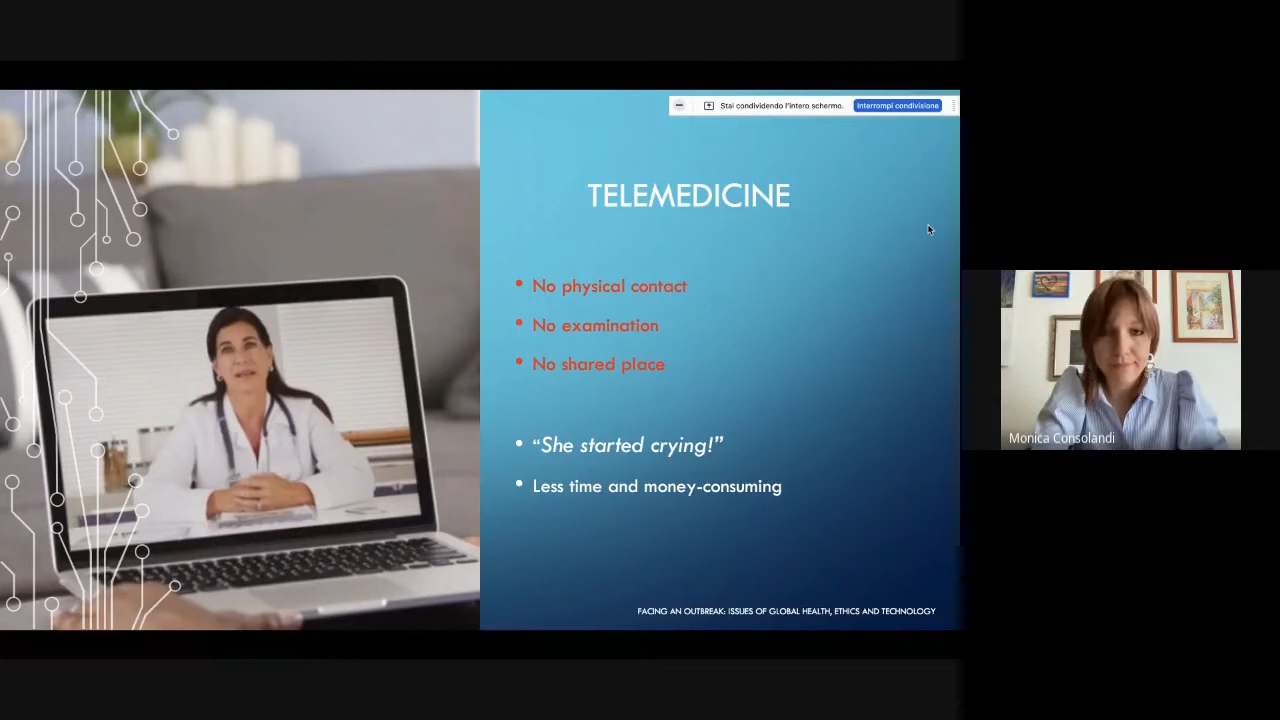 Stai condividendo l'intero schermo. Interrompi condivisione
TELEMEDICINE
• No physical contact
• No examination
• No shared place
• “She started crying!”
• Less time and money-consuming
FACING AN OUTBREAK: ISSUES OF GLOBAL HEALTH, ETHICS AND TECHNOLOGY
Monica Consolandi